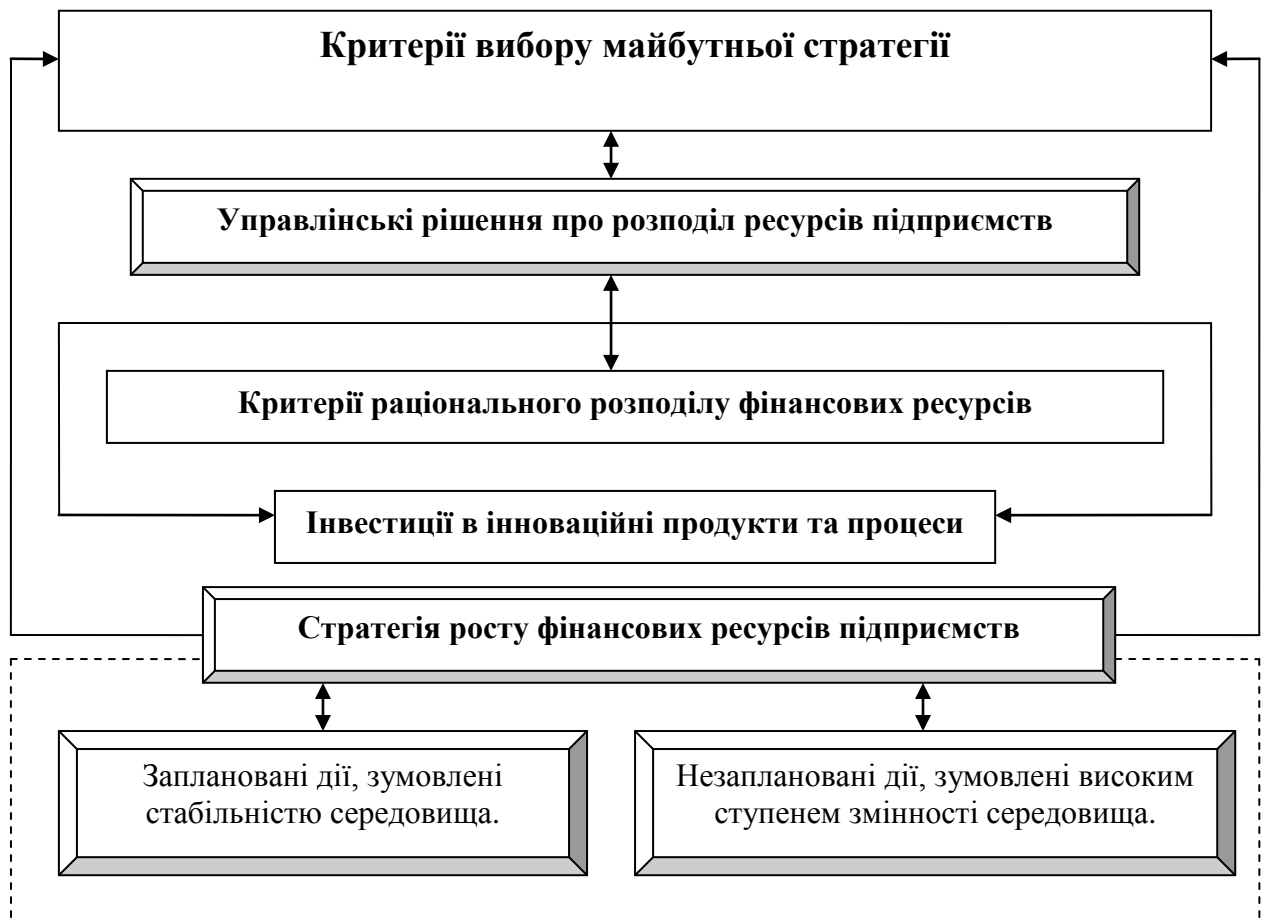 Критерії вибору майбутньої стратегії
Управлінські рішення про розподіл ресурсів підприємств
Критерії раціонального розподілу фінансових ресурсів
Інвестиції в інноваційні продукти та процеси
Стратегія росту фінансових ресурсів підприємств
Заплановані дії, зумовлені
стабільністю середовища.
Незаплановані дії, зумовлені високим
ступенем змінності середовища.